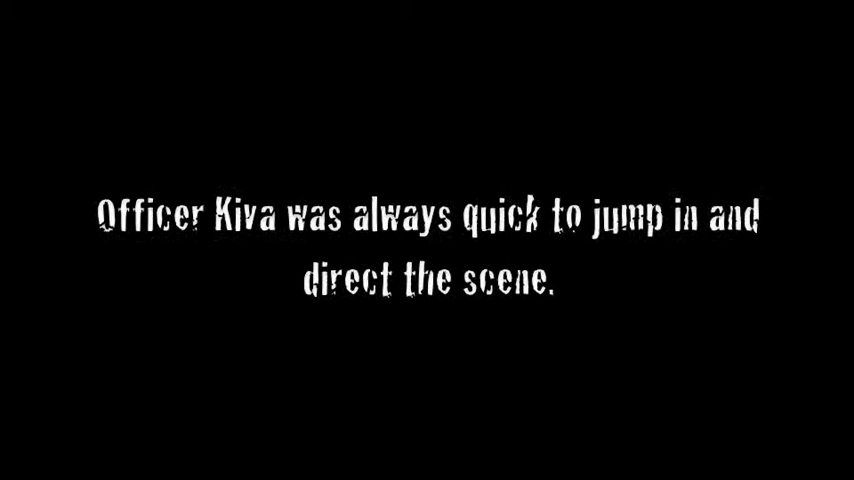 Officer Kiva was always quick to jump in and
direct the scene.